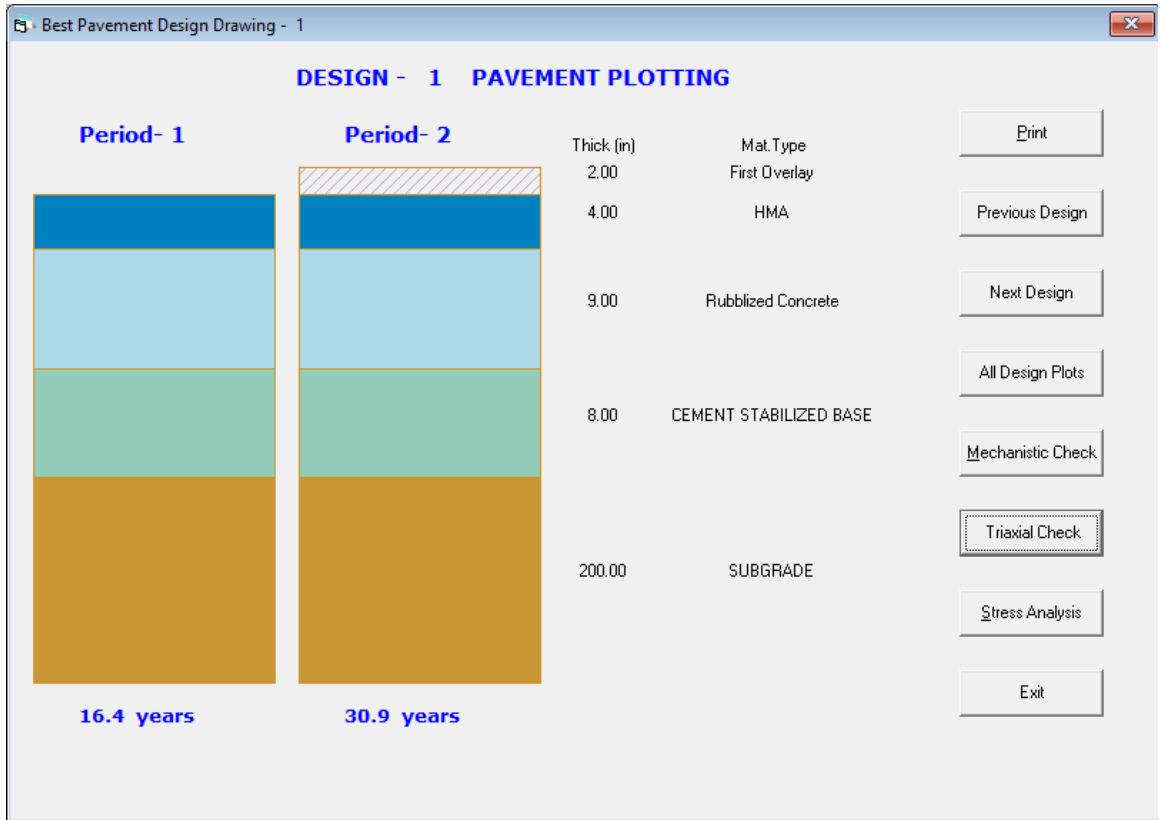 Best Pavement Design Drawing -  1
DESIGN -  1  PAVEMENT PLOTTING
Period- 1
Period- 2
Thick (in) Mat.Type
2.00 First Overlay
4.00 HMA
9.00 Rubblized Concrete
8.00 CEMENT STABILIZED BASE
200.00 SUBGRADE
16.4 years
30.9 years
Print
Previous Design
Next Design
All Design Plots
Mechanistic Check
Triaxial Check
Stress Analysis
Exit